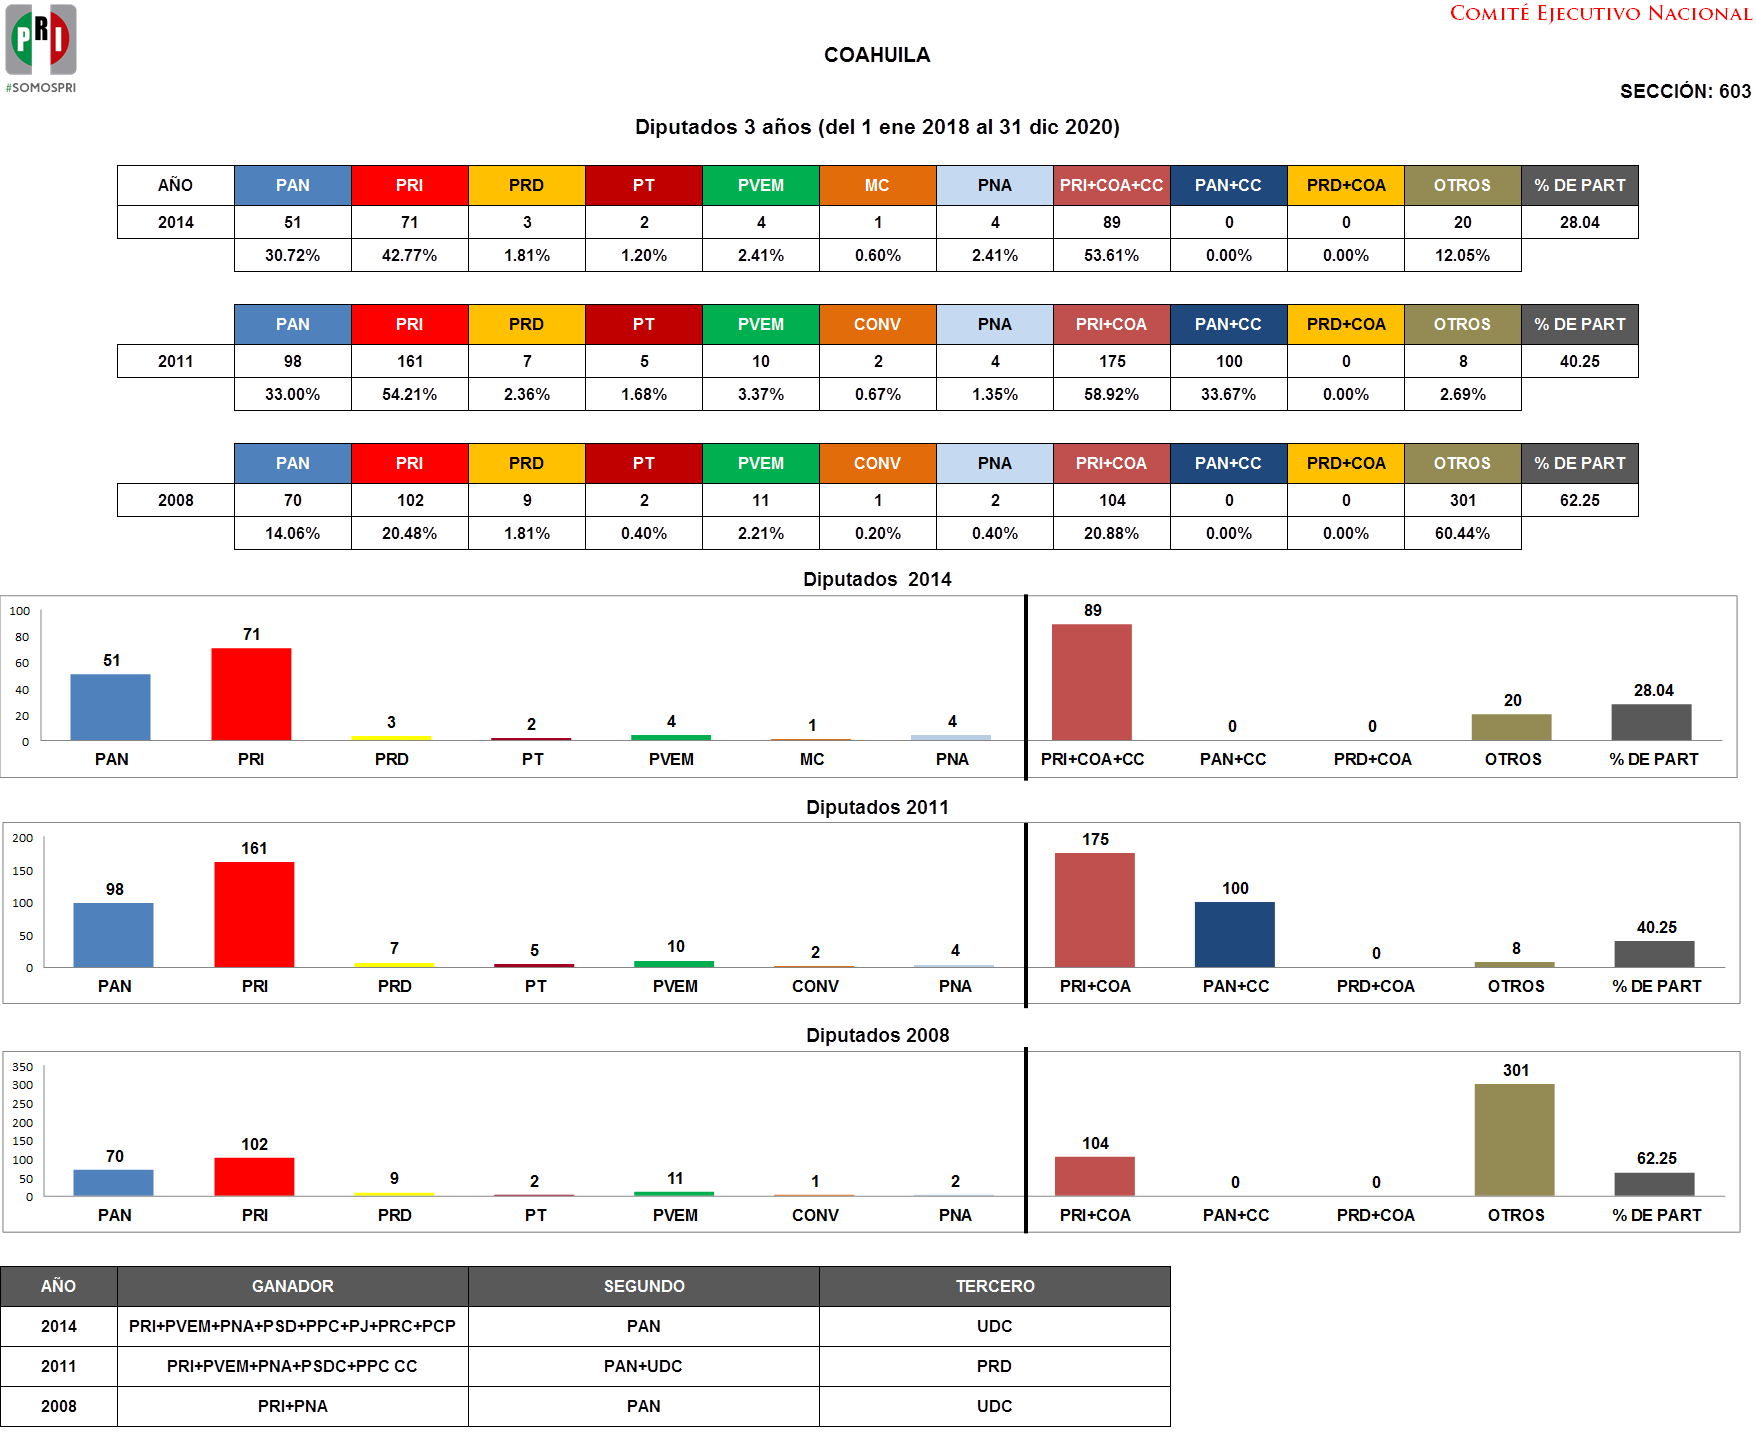 PRI
#SOMOSPRI
COMITÉ EJECUTIVO NACIONAL
COAHUILA
SECCIÓN: 603
Diputados 3 años (del 1 ene 2018 al 31 dic 2020)
AÑO PAN PRI PRD PT PVEM MC PNA PRI+COA+CC PAN+CC PRD+COA OTROS % DE PART
2014 51 71 3 2 4 1 4 89 0 0 20 28.04
30.72% 42.77% 1.81% 1.20% 2.41% 0.60% 2.41% 53.61% 0.00% 0.00% 12.05%
PAN PRI PRD PT PVEM CONV PNA PRI+COA PAN+CC PRD+COA OTROS % DE PART
2011 98 161 7 5 10 2 4 175 100 0 8 40.25
33.00% 54.21% 2.36% 1.68% 3.37% 0.67% 1.35% 58.92% 33.67% 0.00% 2.69%
PAN PRI PRD PT PVEM CONV PNA PRI+COA PAN+CC PRD+COA OTROS % DE PART
2008 70 102 9 2 11 1 2 104 0 0 301 62.25
14.06% 20.48% 1.81% 0.40% 2.21% 0.20% 0.40% 20.88% 0.00% 0.00% 60.44%
Diputados 2014
100
80
60
40
20
0
51 71 3 2 4 1 4 89 0 0 20 28.04
PAN PRI PRD PT PVEM MC PNA PRI+COA+CC PAN+CC PRD+COA OTROS % DE PART
Diputados 2011
200
150
100
50
0
98 161 7 5 10 2 4 175 100 0 8 40.25
PAN PRI PRD PT PVEM CONV PNA PRI+COA PAN+CC PRD+COA OTROS % DE PART
Diputados 2008
350
300
250
200
150
100
50
0
70 102 9 2 11 1 2 104 0 0 301 62.25
PAN PRI PRD PT PVEM CONV PNA PRI+COA PAN+CC PRD+COA OTROS % DE PART
AÑO GANADOR SEGUNDO TERCERO
2014 PRI+PVEM+PNA+PSD+PPC+PJ+PRC+PCP PAN UDC
2011 PRI+PVEM+PNA+PSDC+PPC CC PAN+UDC PRD
2008 PRI+PNA PAN UDC